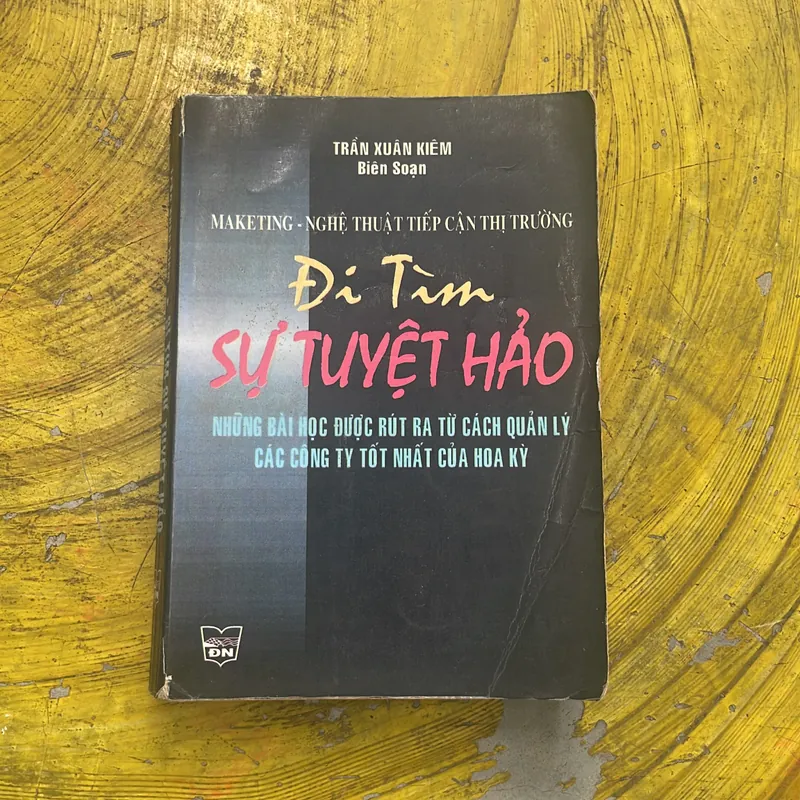 TRẦN XUÂN KIÊM
Biên Soạn
MAKETING - NGHỆ THUẬT TIẾP CẬN THỊ TRƯỜNG
Đi Tìm
SỰ TUYỆT HẢO
NHỮNG BÀI HỌC ĐƯỢC RÚT RA TỪ CÁCH QUẢN LÝ
CÁC CÔNG TY TỐT NHẤT CỦA HOA KỲ
ĐN